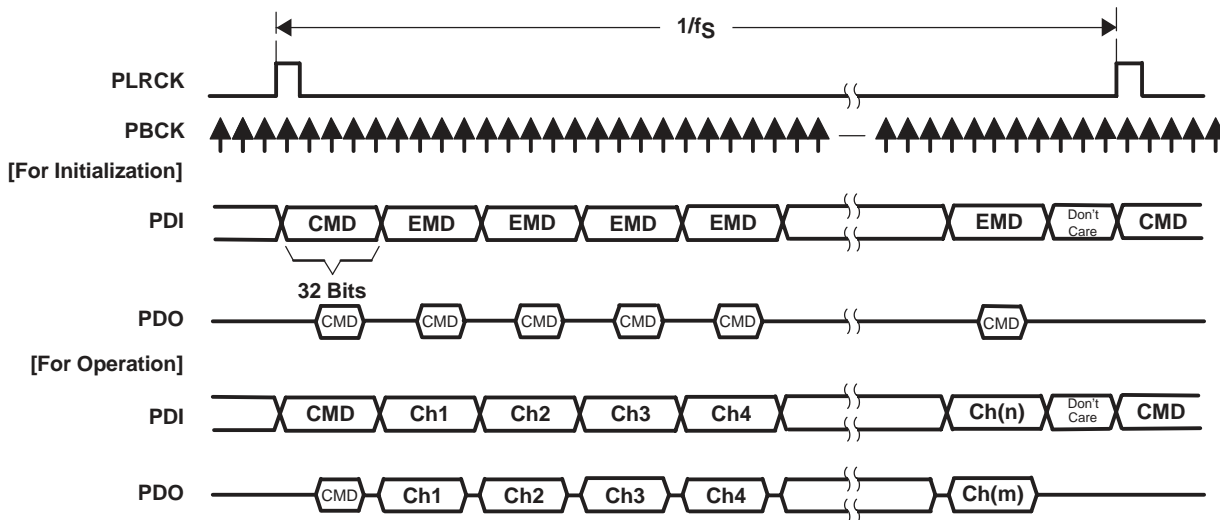 1/fS
PLRCK
PBCK
[For Initialization]
PDI CMD EMD EMD EMD EMD EMD Don't Care CMD
32 Bits
PDO CMD CMD CMD CMD CMD CMD
[For Operation]
PDI CMD Ch1 Ch2 Ch3 Ch4 Ch(n) Don't Care CMD
PDO CMD Ch1 Ch2 Ch3 Ch4 Ch(m)